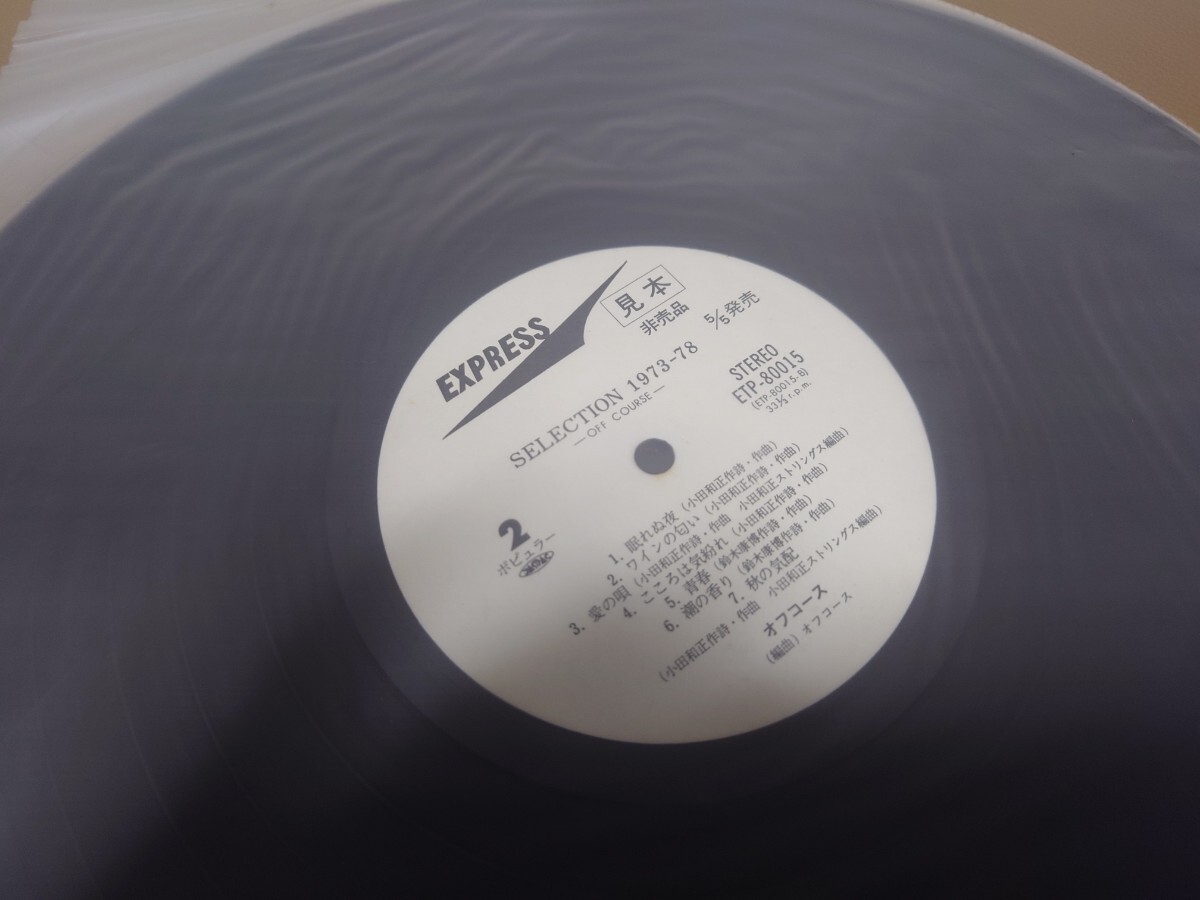 EXPRESS
見本
非売品
5/5発売
SELECTION 1973-78
—OFF COURSE—
STEREO
ETP-80015
(ETP-80015.B)
33⅓ r.p.m.
2
ポピュラー
1. 眠れぬ夜 (小田和正作詩・作曲)
2. ワインの匂い (小田和正作詩・作曲)
3. 愛の唄 (小田和正作詩・作曲 小田和正ストリングス編曲)
4. こころは気紛れ (小田和正作詩・作曲)
5. 青春 (鈴木康博作詩・作曲)
6. 潮の香り (鈴木康博作詩・作曲)
7. 秋の気配
(小田和正作詩・作曲 小田和正ストリングス編曲)
オフコース
(編曲) オフコース